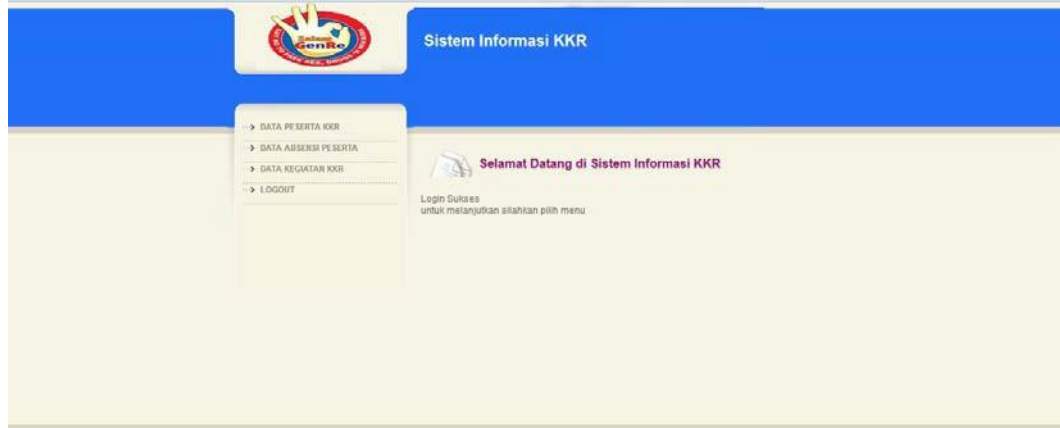 Salam
GenRe
Sistem Informasi KKR
DATA PESERTA KKR
DATA ABSENSI PESERTA
DATA KEGIATAN KKR
LOGOUT
Selamat Datang di Sistem Informasi KKR
Login Sukses
untuk melanjutkan silahkan pilih menu